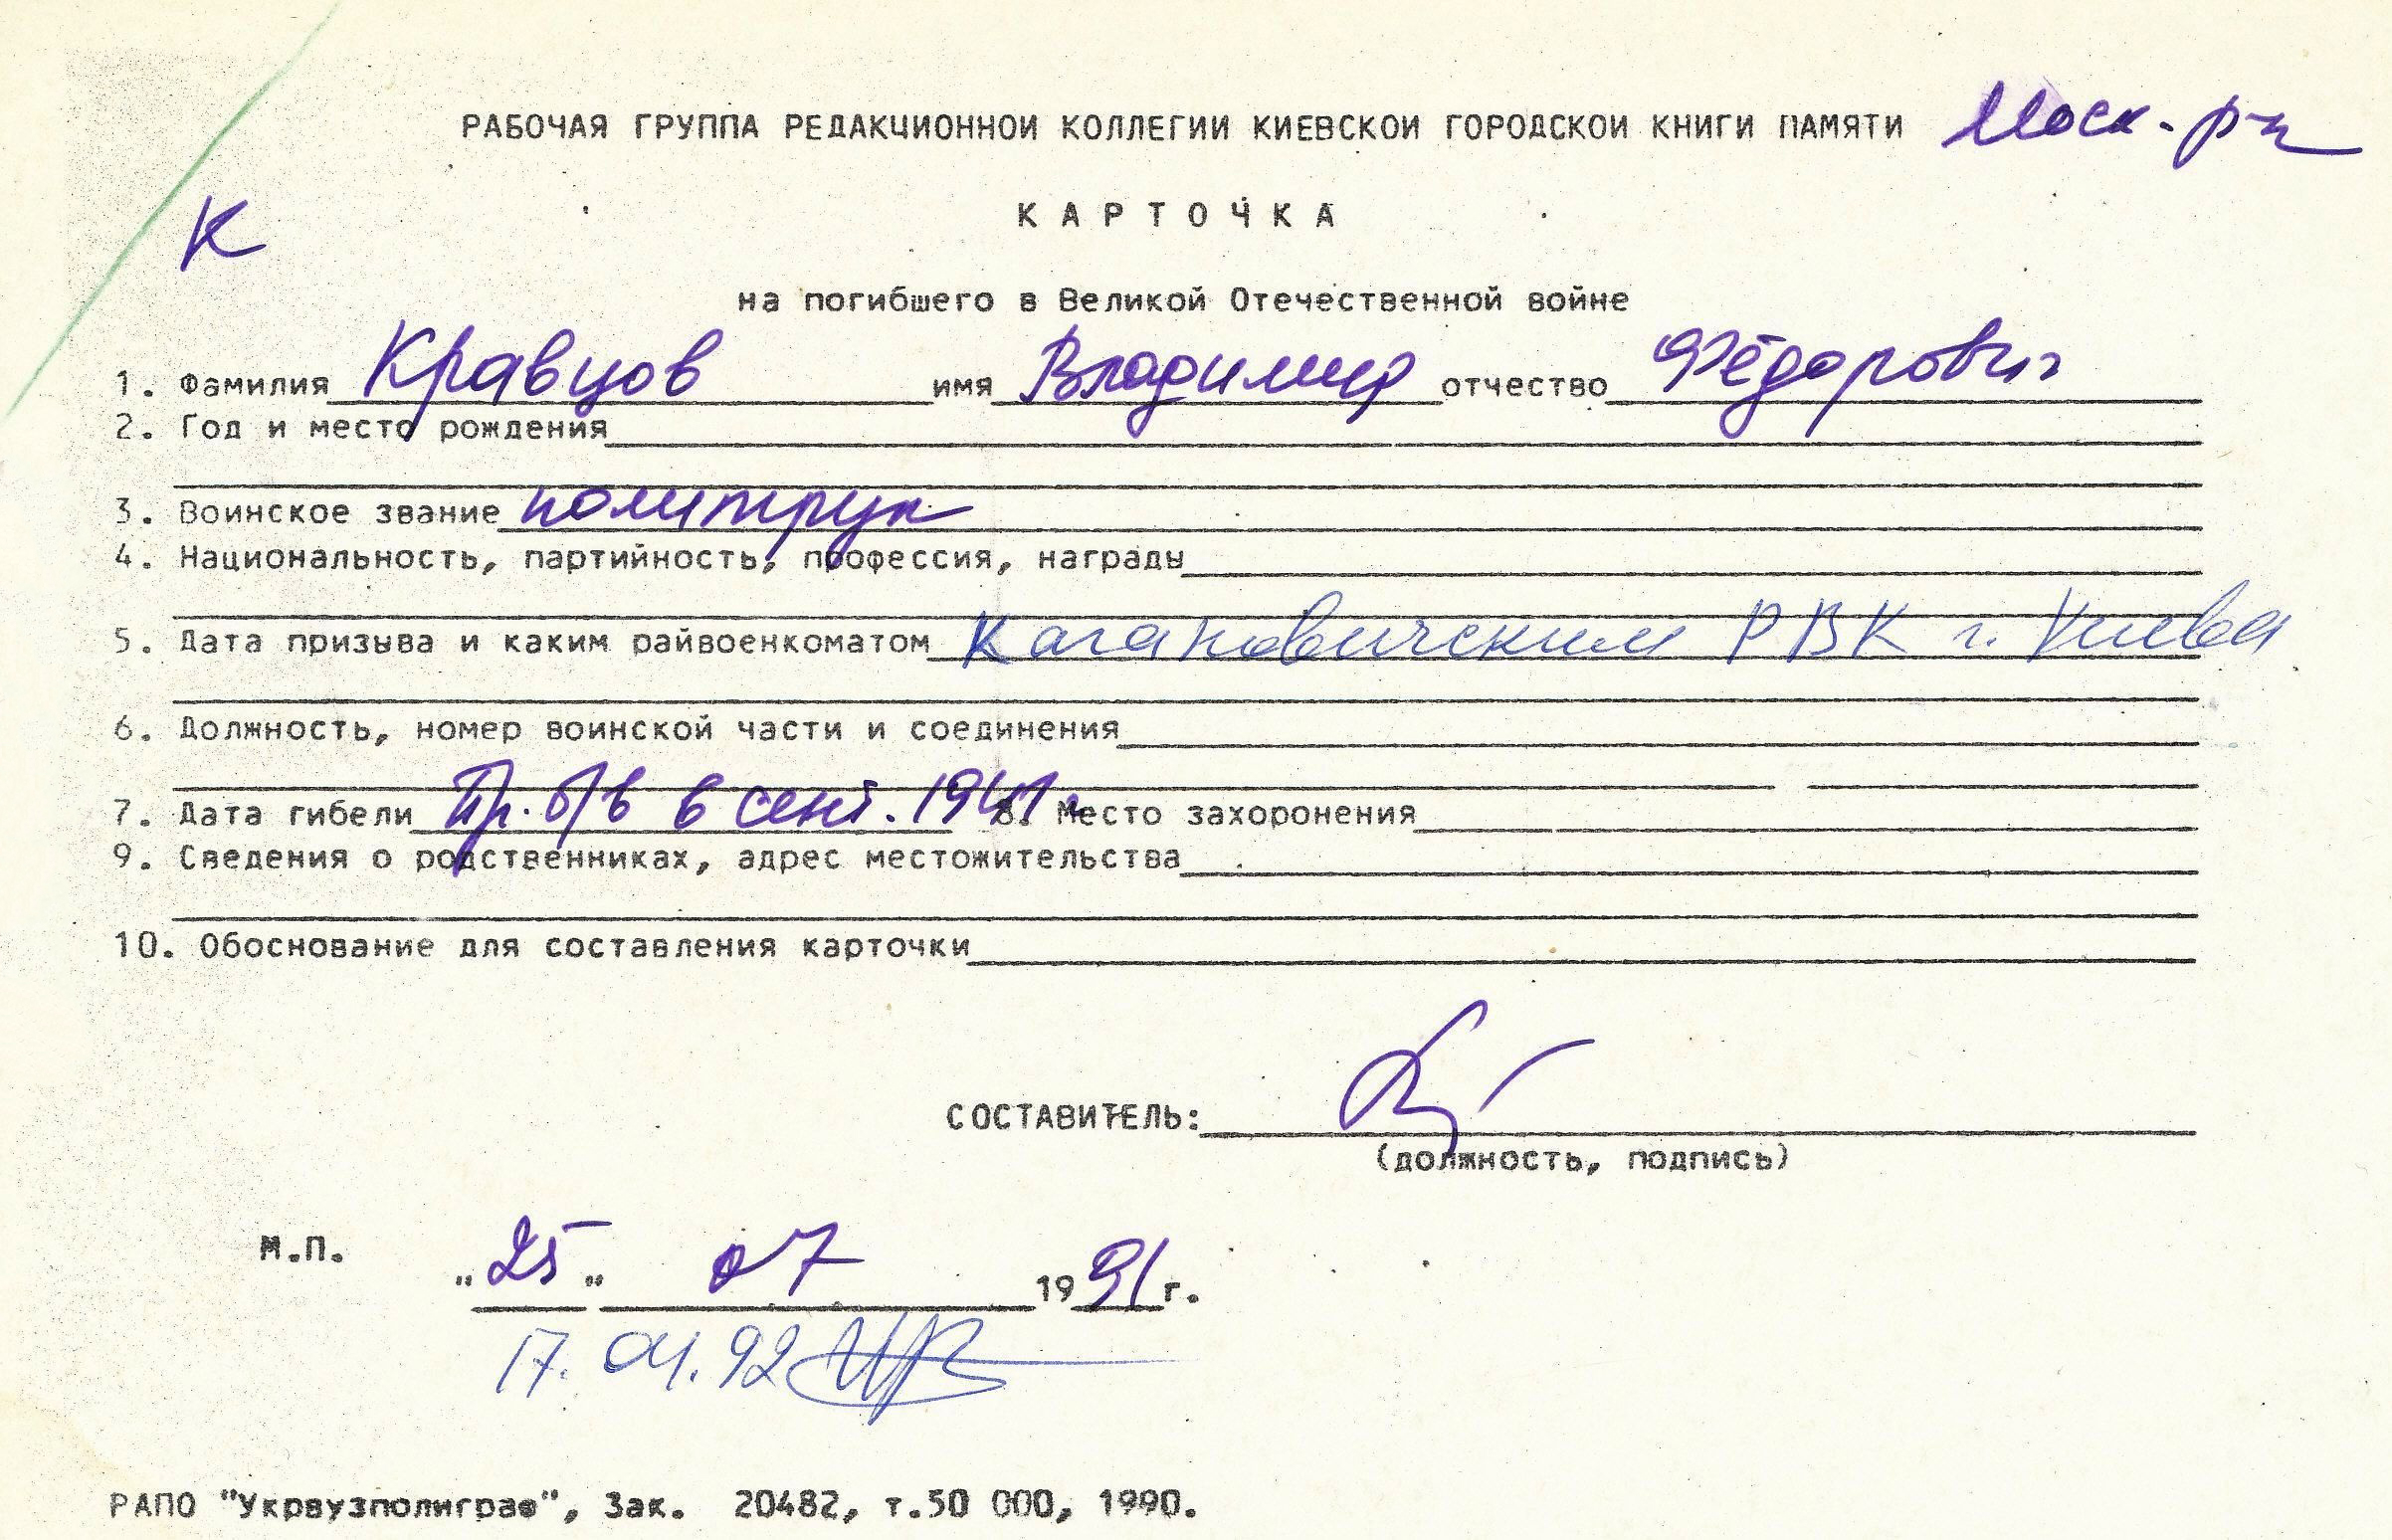 РАБОЧАЯ ГРУППА РЕДАКЦИОННОЙ КОЛЛЕГИИ КИЕВСКОЙ ГОРОДСКОЙ КНИГИ ПАМЯТИ Моск. р-н
К А Р Т О Ч К А
К
на погибшего в Великой Отечественной войне
1. Фамилия Кравцов имя Владимир отчество Фёдорович
2. Год и место рождения
3. Воинское звание политрук
4. Национальность, партийность, профессия, награды
5. Дата призыва и каким райвоенкоматом Кагановичским РВК г. Киева
6. Должность, номер воинской части и соединения
7. Дата гибели Пр. б/в в сент. 1941 г. 8. Место захоронения
9. Сведения о родственниках, адрес местожительства
10. Обоснование для составления карточки
СОСТАВИТЕЛЬ:
(должность, подпись)
М.П. "25" 07 1991г.
17. 04. 92
РАПО "Укрвузполиграф", Зак. 20482, т.50 000, 1990.